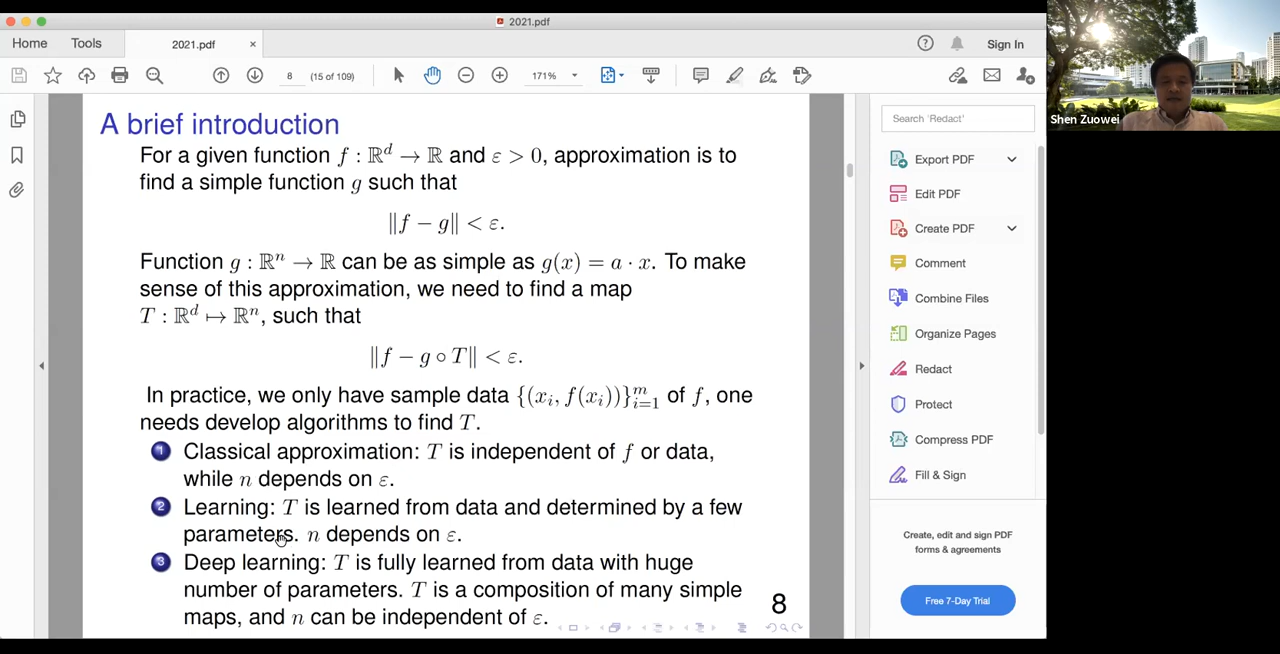 2021.pdf
Home Tools 2021.pdf × Sign In
8 (15 of 109) 171%
A brief introduction
For a given function f : ℝ^d → ℝ and ε > 0, approximation is to
find a simple function g such that
‖f − g‖ < ε.
Function g : ℝ^n → ℝ can be as simple as g(x) = a · x. To make
sense of this approximation, we need to find a map
T : ℝ^d ↦ ℝ^n, such that
‖f − g ∘ T‖ < ε.
In practice, we only have sample data {(x_i, f(x_i))}_{i=1}^m of f, one
needs develop algorithms to find T.
1 Classical approximation: T is independent of f or data,
while n depends on ε.
2 Learning: T is learned from data and determined by a few
parameters. n depends on ε.
3 Deep learning: T is fully learned from data with huge
number of parameters. T is a composition of many simple
maps, and n can be independent of ε.
8
Search 'Redact'
Export PDF
Edit PDF
Create PDF
Comment
Combine Files
Organize Pages
Redact
Protect
Compress PDF
Fill & Sign
Create, edit and sign PDF
forms & agreements
Free 7-Day Trial
Shen Zuowei